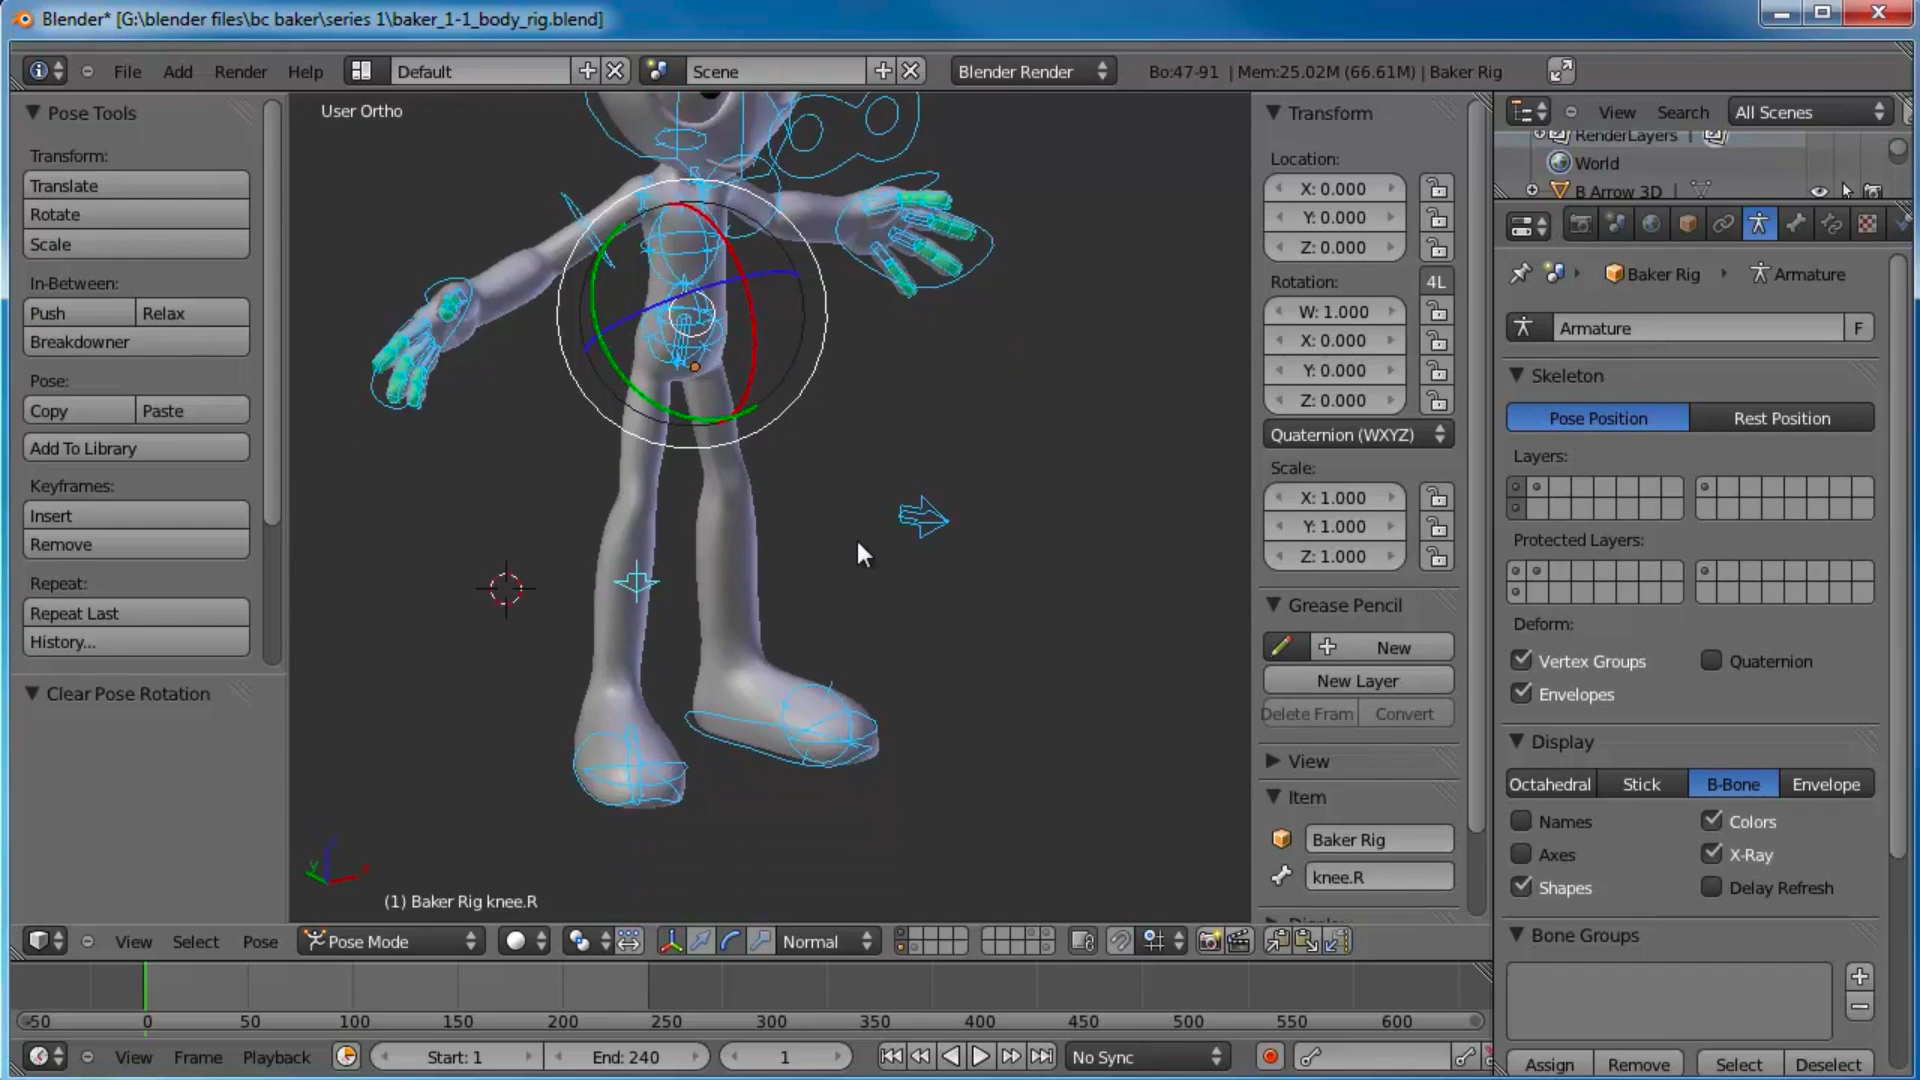 Blender* [G:\blender files\bc baker\series 1\baker_1-1_body_rig.blend]
File Add Render Help Default Scene Blender Render Bo:47-91 | Mem:25.02M (66.61M) | Baker Rig
Pose Tools
Transform:
Translate
Rotate
Scale
In-Between:
Push Relax
Breakdowner
Pose:
Copy Paste
Add To Library
Keyframes:
Insert
Remove
Repeat:
Repeat Last
History...
Clear Pose Rotation
User Ortho
(1) Baker Rig knee.R
Transform
Location:
X: 0.000
Y: 0.000
Z: 0.000
Rotation: 4L
W: 1.000
X: 0.000
Y: 0.000
Z: 0.000
Quaternion (WXYZ)
Scale:
X: 1.000
Y: 1.000
Z: 1.000
Grease Pencil
New
New Layer
Delete Fram Convert
View
Item
Baker Rig
knee.R
View Search All Scenes
RenderLayers
World
B Arrow 3D
Baker Rig Armature
Armature F
Skeleton
Pose Position Rest Position
Layers:
Protected Layers:
Deform:
Vertex Groups Quaternion
Envelopes
Display
Octahedral Stick B-Bone Envelope
Names Colors
Axes X-Ray
Shapes Delay Refresh
Bone Groups
Assign Remove Select Deselect
View Select Pose Pose Mode Normal
-50 0 50 100 150 200 250 300 350 400 450 500 550 600
View Frame Playback Start: 1 End: 240 1 No Sync